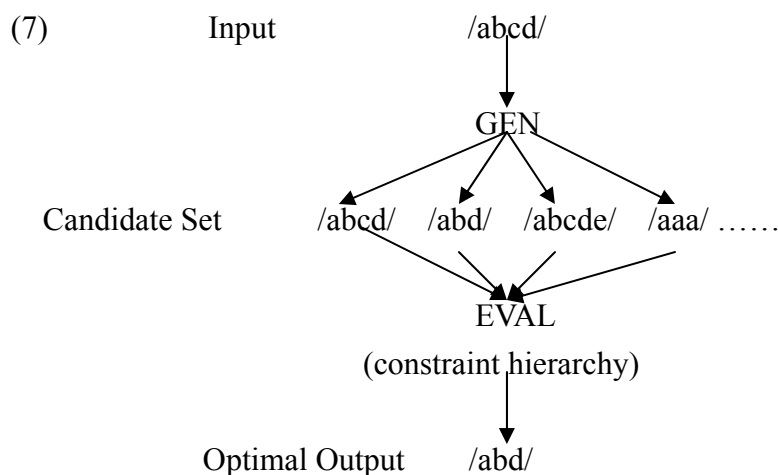 (7) Input /abcd/
GEN
Candidate Set /abcd/ /abd/ /abcde/ /aaa/ ……
EVAL
(constraint hierarchy)
Optimal Output /abd/